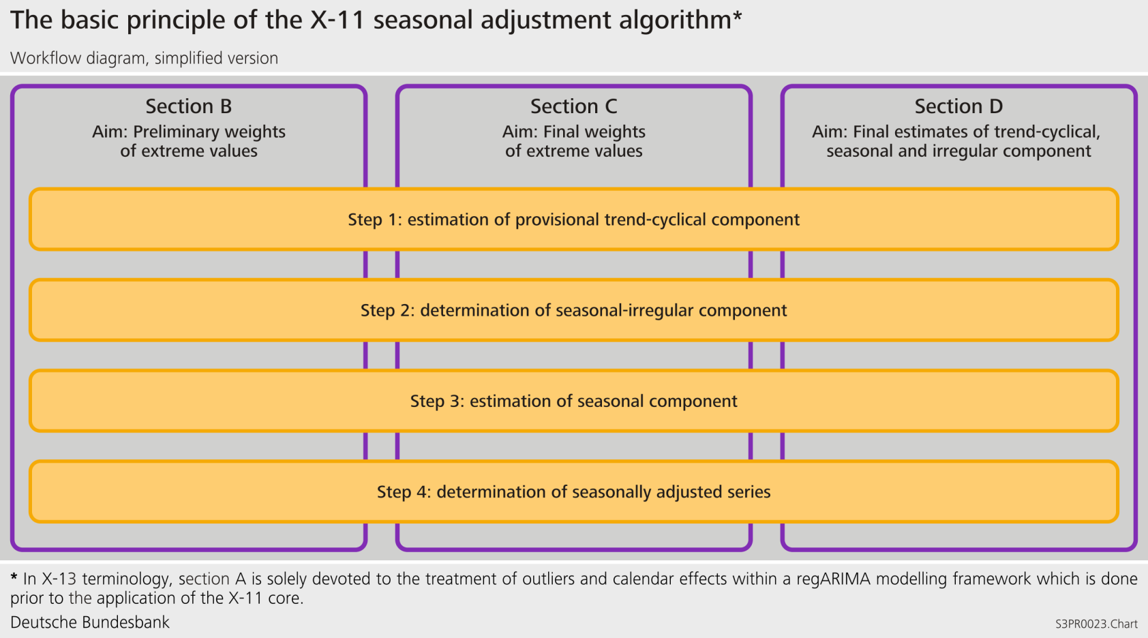 The basic principle of the X-11 seasonal adjustment algorithm*
Workflow diagram, simplified version
Section B
Aim: Preliminary weights
of extreme values
Section C
Aim: Final weights
of extreme values
Section D
Aim: Final estimates of trend-cyclical,
seasonal and irregular component
Step 1: estimation of provisional trend-cyclical component
Step 2: determination of seasonal-irregular component
Step 3: estimation of seasonal component
Step 4: determination of seasonally adjusted series
* In X-13 terminology, section A is solely devoted to the treatment of outliers and calendar effects within a regARIMA modelling framework which is done
prior to the application of the X-11 core.
Deutsche Bundesbank
S3PR0023.Chart